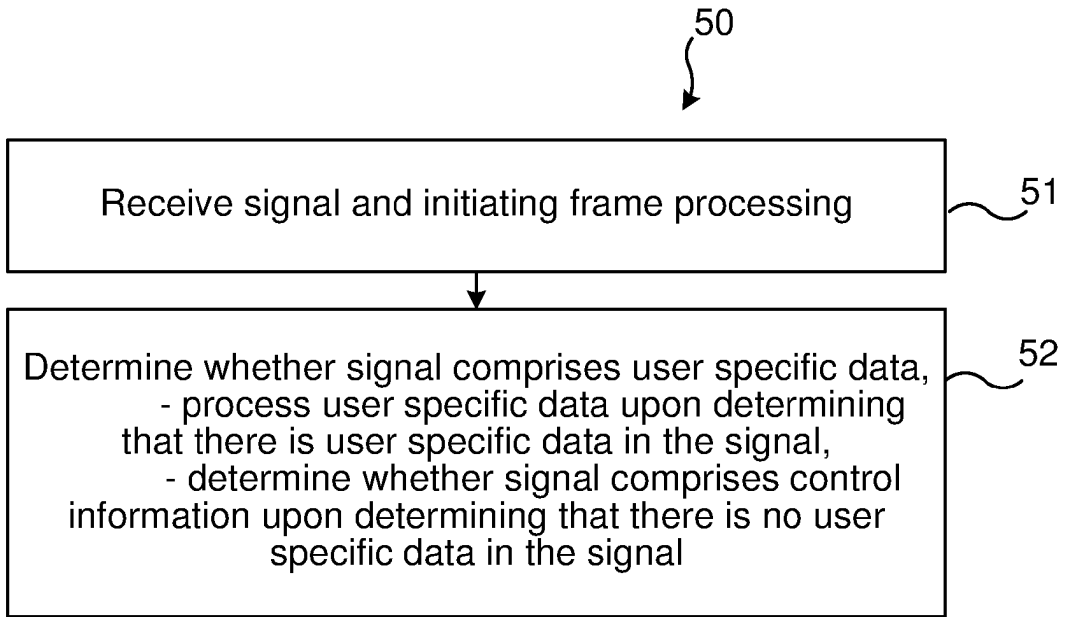 50
Receive signal and initiating frame processing
51
Determine whether signal comprises user specific data,
- process user specific data upon determining
that there is user specific data in the signal,
- determine whether signal comprises control
information upon determining that there is no user
specific data in the signal
52